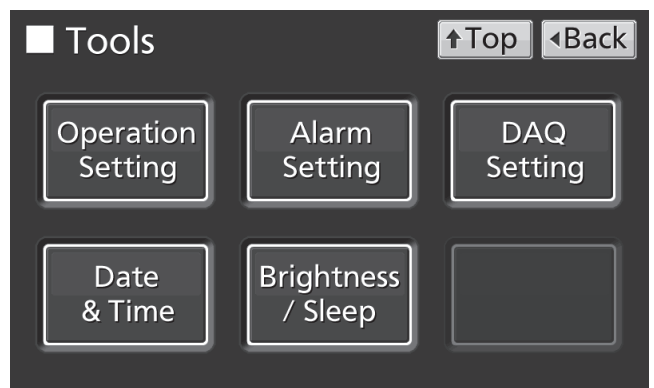 Tools
Top
Back
Operation
Setting
Alarm
Setting
DAQ
Setting
Date
& Time
Brightness
/ Sleep